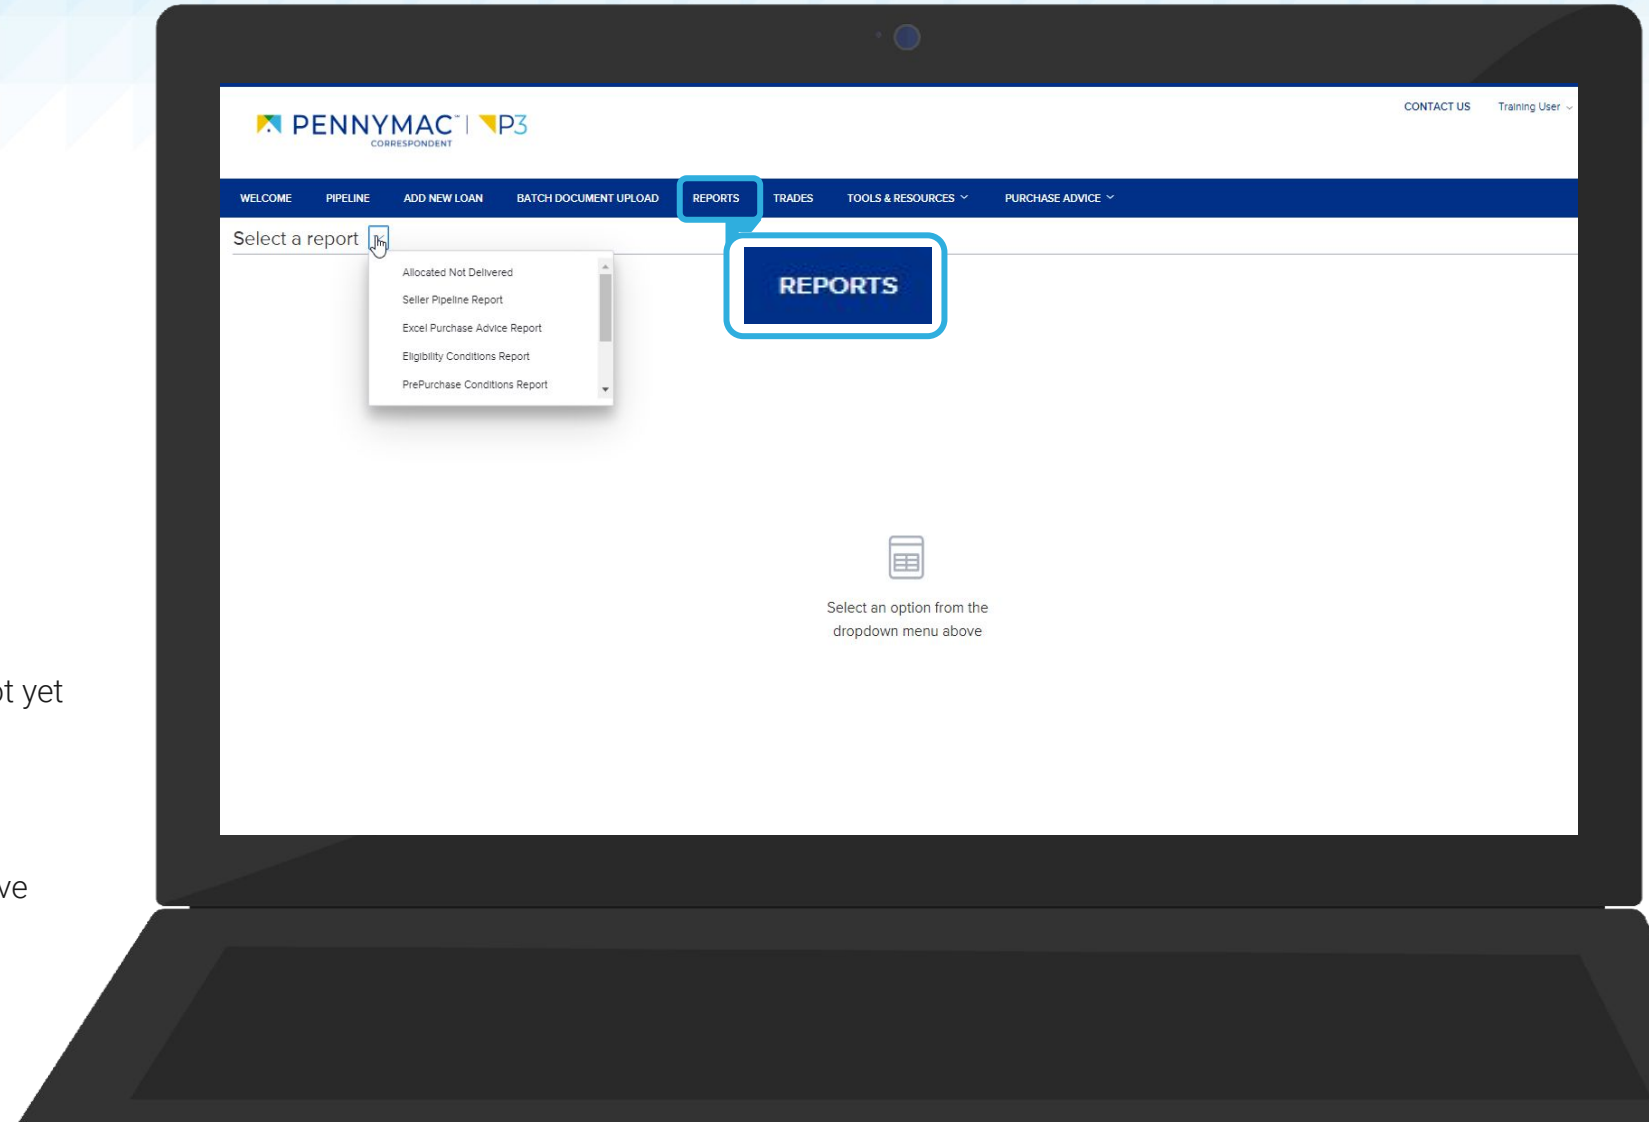 PENNYMAC™ | P3
CORRESPONDENT
CONTACT US
Training User
WELCOME
PIPELINE
ADD NEW LOAN
BATCH DOCUMENT UPLOAD
REPORTS
TRADES
TOOLS & RESOURCES
PURCHASE ADVICE
Select a report
REPORTS
Allocated Not Delivered
Seller Pipeline Report
Excel Purchase Advice Report
Eligibility Conditions Report
PrePurchase Conditions Report
Select an option from the
dropdown menu above
yet